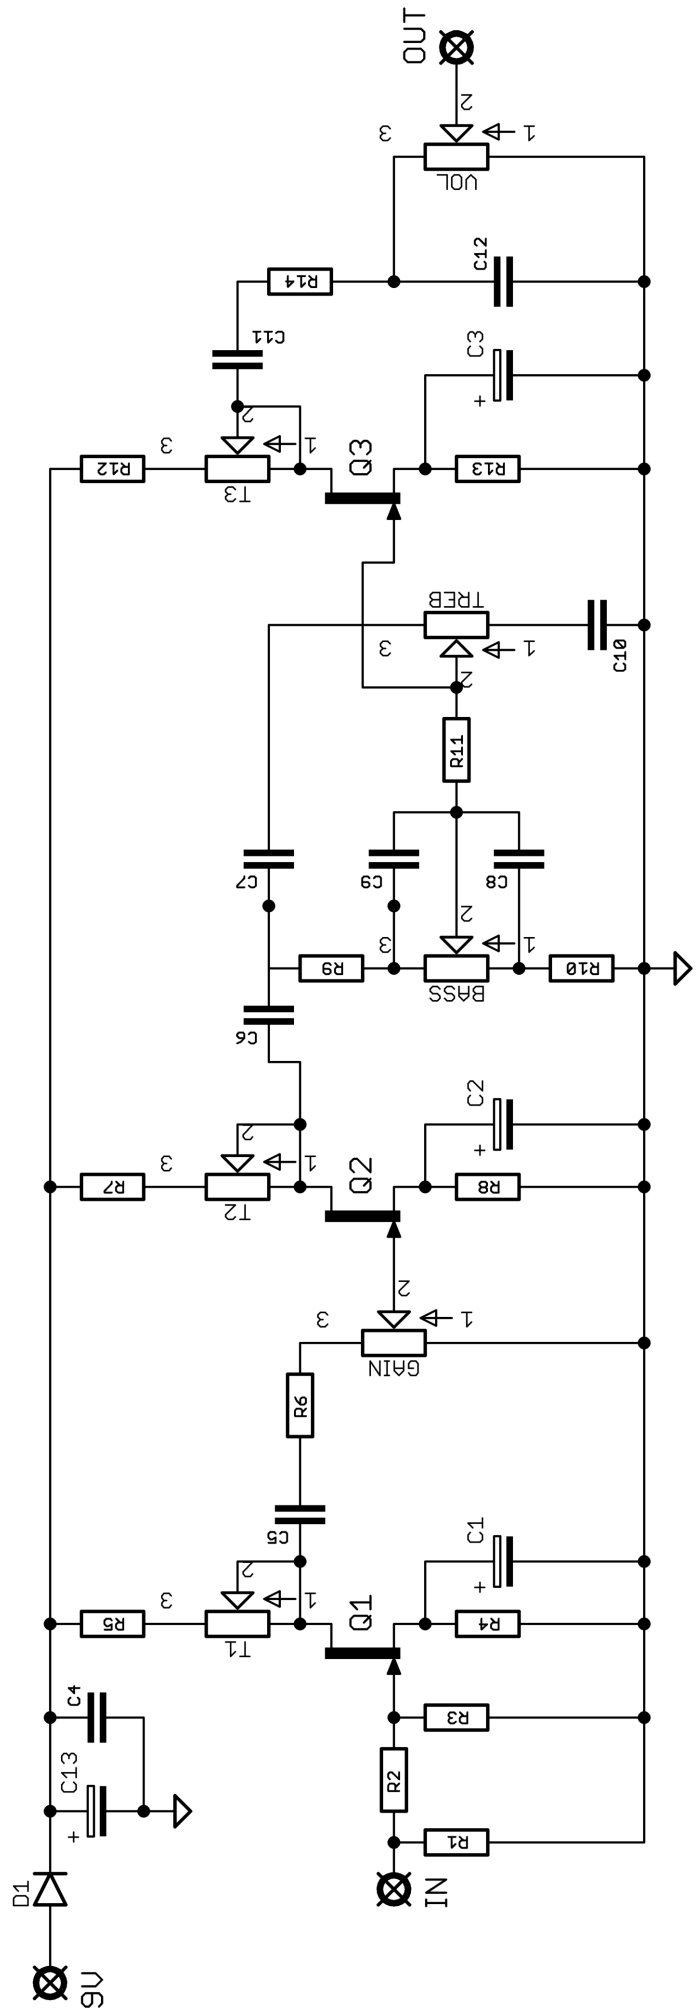 OUT
2
3
1
VOL
C12
R14
C11
C3
+
2
3
1
R12
T3
Q3
R13
TREB
3
1
2
C10
R11
C7
C9
C8
2
3
1
R9
BASS
R10
C6
C2
+
2
3
1
R7
T2
Q2
R8
2
3
1
GAIN
R6
C5
C1
+
2
3
1
R5
T1
Q1
R4
C4
R3
C13
+
R2
R1
D1
IN
9V